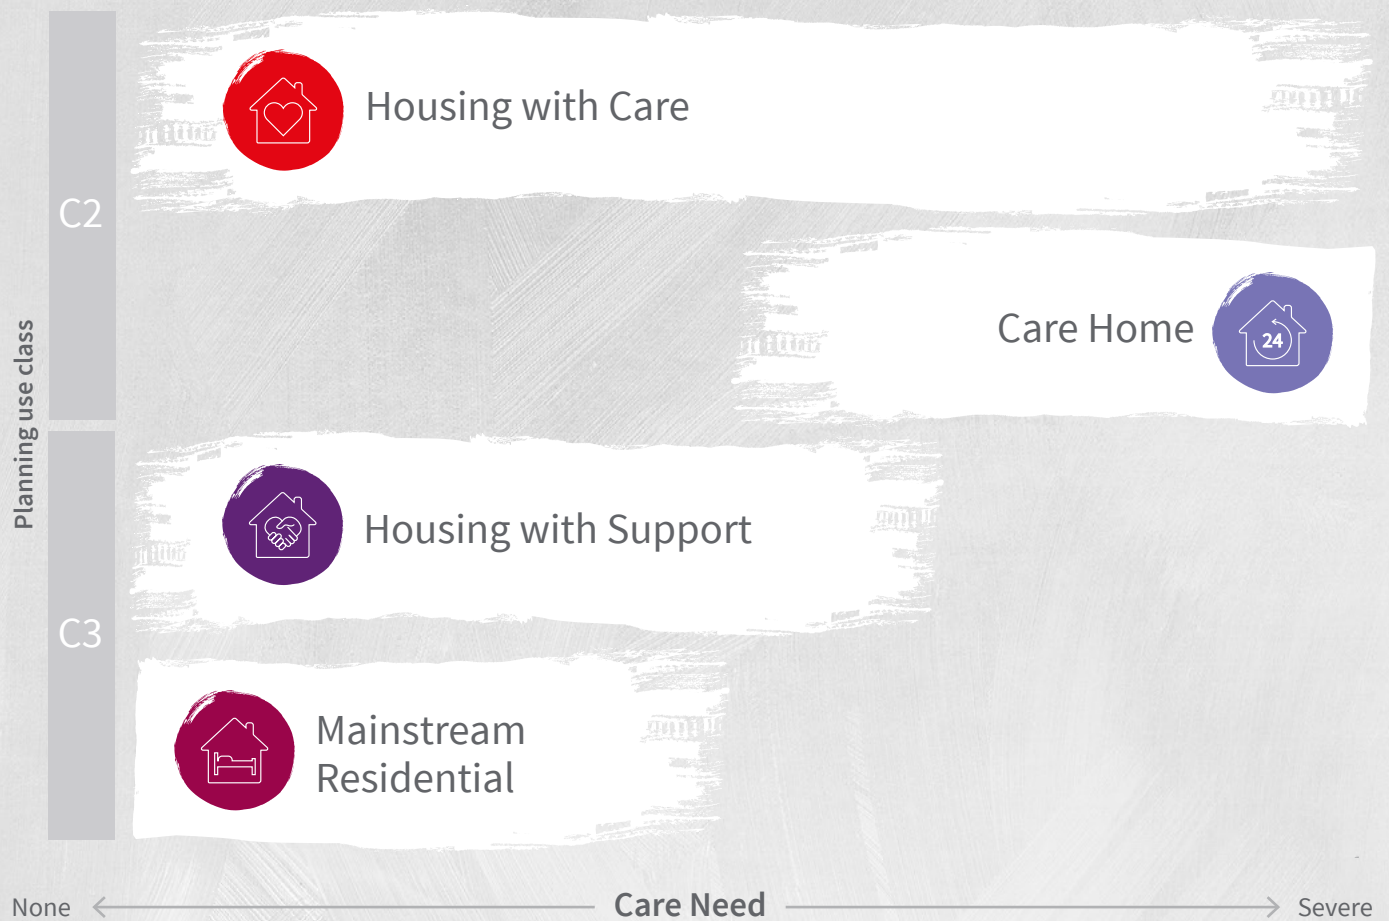 Planning use class
C2
Housing with Care
Care Home
24
C3
Housing with Support
Mainstream
Residential
None
Care Need
Severe